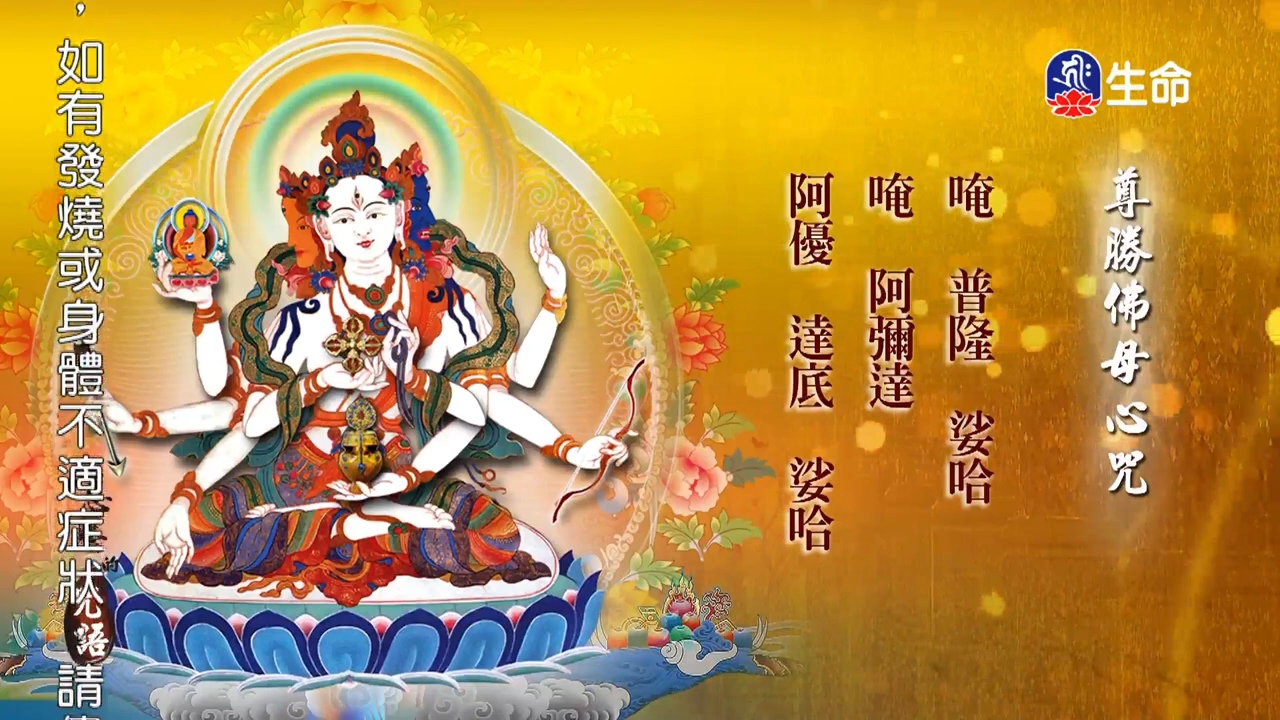 生命
尊勝佛母心咒
唵 普隆 娑哈
唵 阿彌達
阿優 達底 娑哈
，如有發燒或身體不適症狀，請
語